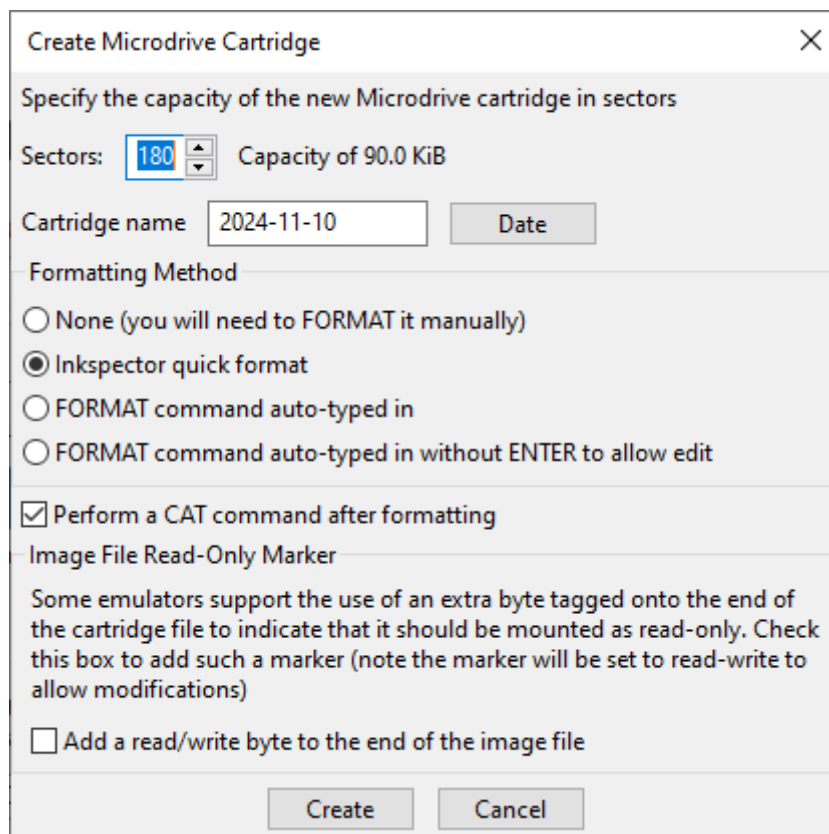 Create Microdrive Cartridge
Specify the capacity of the new Microdrive cartridge in sectors
Sectors: 180 Capacity of 90.0 KiB
Cartridge name 2024-11-10 Date
Formatting Method
None (you will need to FORMAT it manually)
Inkspector quick format
FORMAT command auto-typed in
FORMAT command auto-typed in without ENTER to allow edit
Perform a CAT command after formatting
Image File Read-Only Marker
Some emulators support the use of an extra byte tagged onto the end of
the cartridge file to indicate that it should be mounted as read-only. Check
this box to add such a marker (note the marker will be set to read-write to
allow modifications)
Add a read/write byte to the end of the image file
Create Cancel